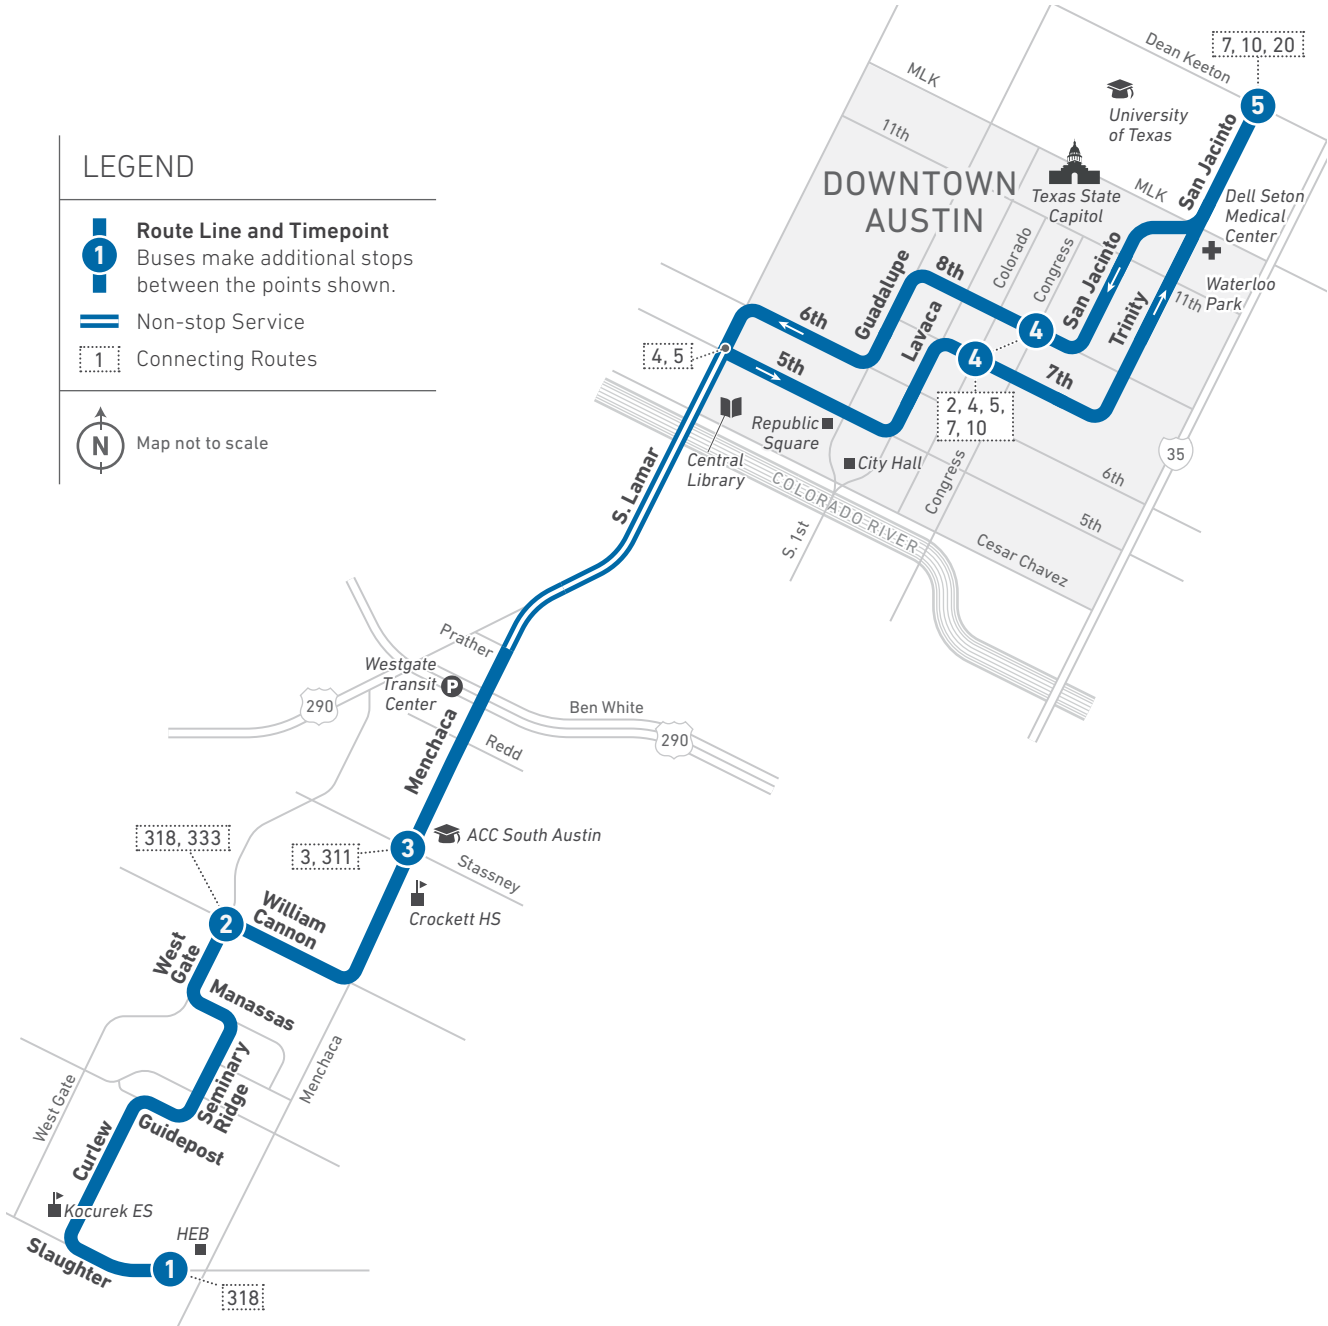 LEGEND
1
Route Line and Timepoint
Buses make additional stops
between the points shown.
Non-stop Service
1
Connecting Routes
N
Map not to scale
7, 10, 20
Dean Keeton
5
MLK
University
of Texas
11th
San Jacinto
DOWNTOWN
AUSTIN
Texas State
Capitol
MLK
Dell Seton
Medical
Center
Waterloo
Park
11th
Colorado
Congress
San Jacinto
Trinity
8th
Guadalupe
Lavaca
6th
5th
4
4
7th
4, 5
2, 4, 5,
7, 10
Republic
Square
City Hall
Central
Library
Congress
35
6th
5th
Cesar Chavez
COLORADO RIVER
S. 1st
S. Lamar
Prather
Westgate
Transit
Center
P
290
Ben White
290
Redd
Menchaca
318, 333
3, 311
3
ACC South Austin
Stassney
Crockett HS
2
William
Cannon
West
Gate
Manassas
Seminary
Ridge
Menchaca
West Gate
Guidepost
Curlew
Kocurek ES
HEB
Slaughter
1
318